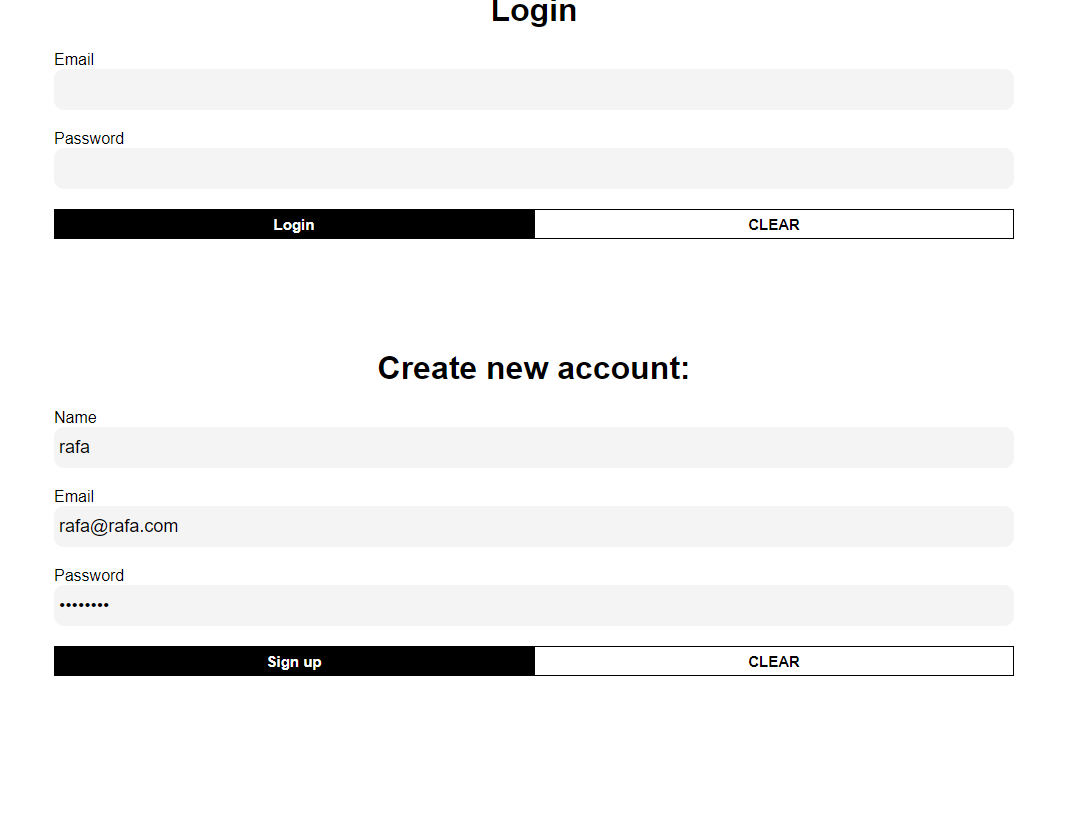 Login
Email
Password
Login CLEAR
Create new account:
Name
rafa
Email
rafa@rafa.com
Password
••••••••
Sign up CLEAR